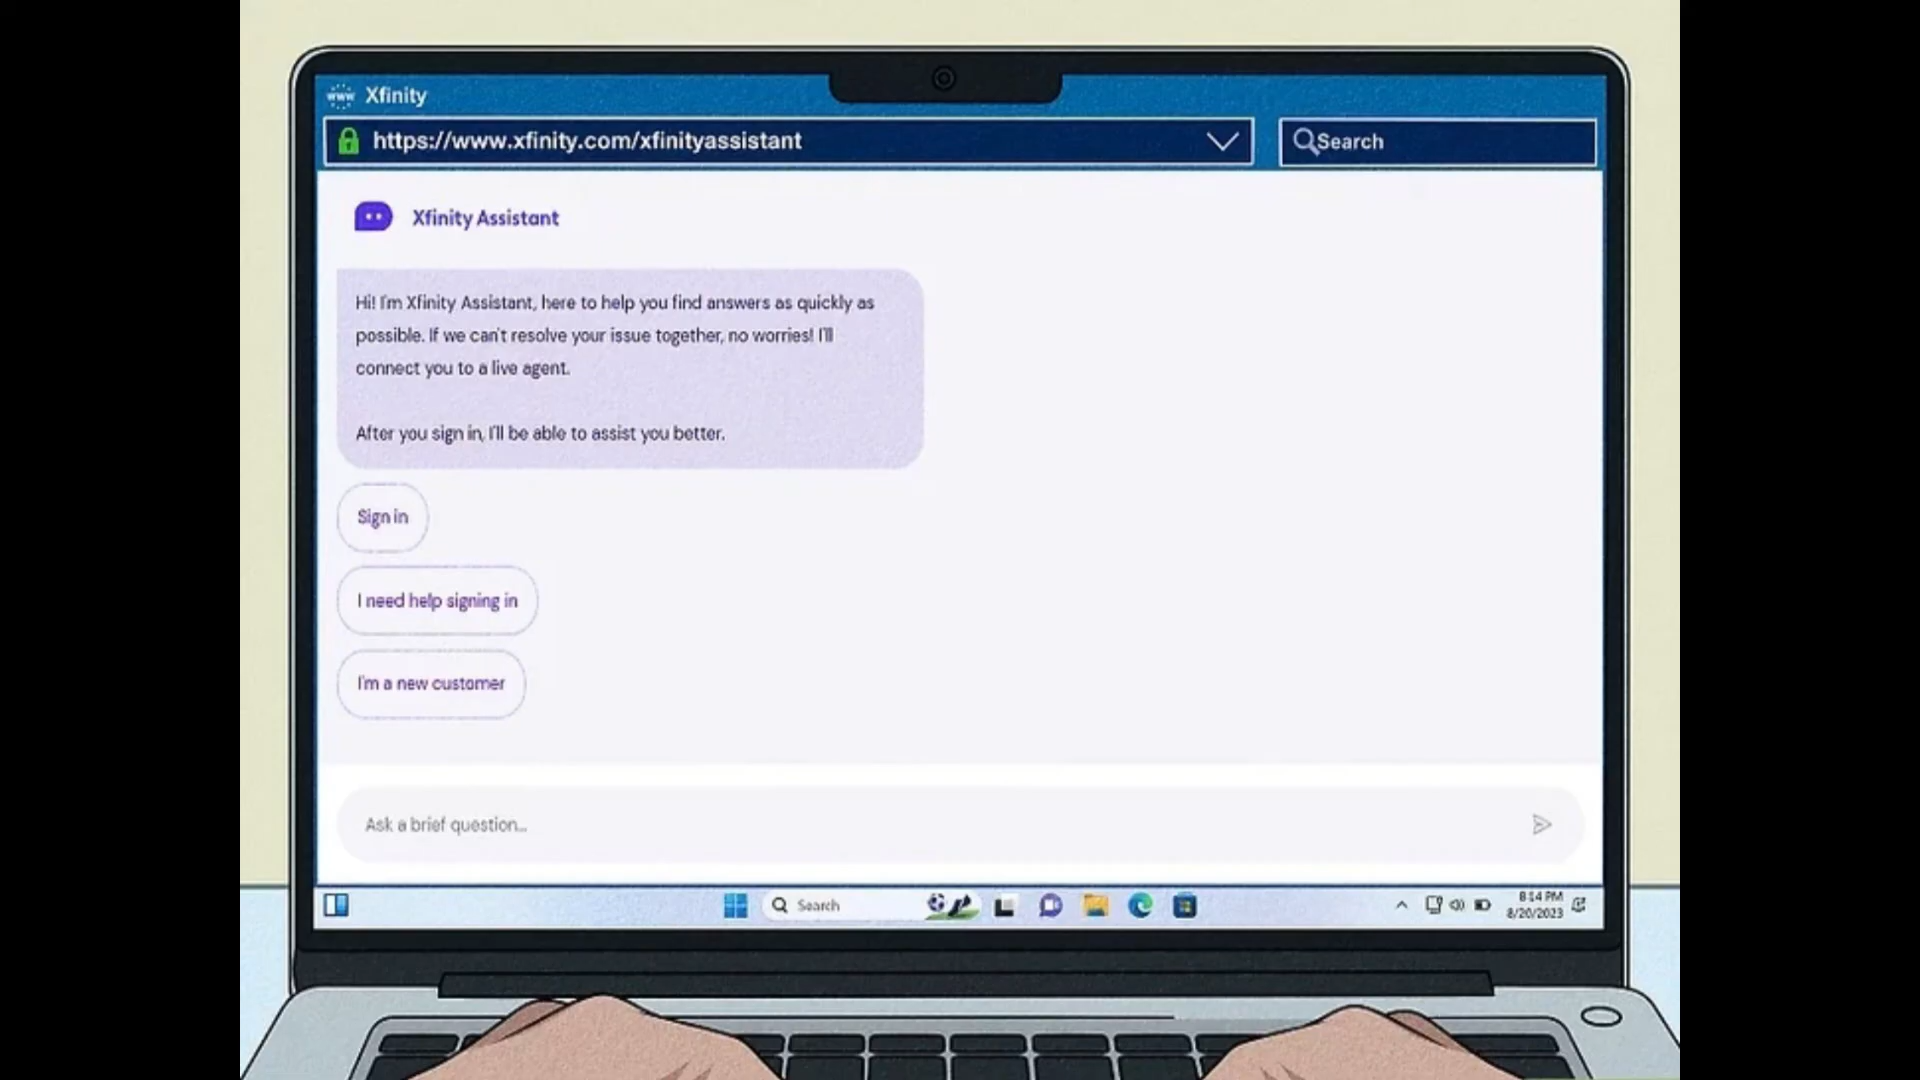 www Xfinity
https://www.xfinity.com/xfinityassistant
Search
Xfinity Assistant
Hi! I'm Xfinity Assistant, here to help you find answers as quickly as
possible. If we can't resolve your issue together, no worries! I'll
connect you to a live agent.
After you sign in, I'll be able to assist you better.
Sign in
I need help signing in
I'm a new customer
Ask a brief question...
Search
8:14 PM
8/20/2023